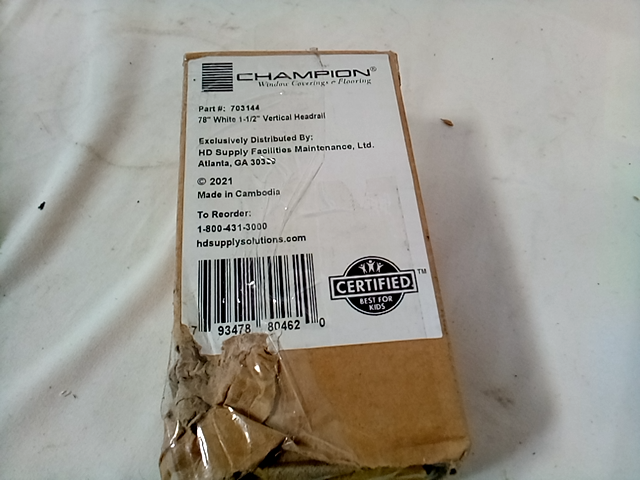 CHAMPION®
Window Coverings & Flooring
Part #: 703144
78" White 1-1/2" Vertical Headrail
Exclusively Distributed By:
HD Supply Facilities Maintenance, Ltd.
Atlanta, GA 30339
© 2021
Made in Cambodia
To Reorder:
1-800-431-3000
hdsupplysolutions.com
CERTIFIED™
BEST FOR
KIDS
7 93478 80462 0